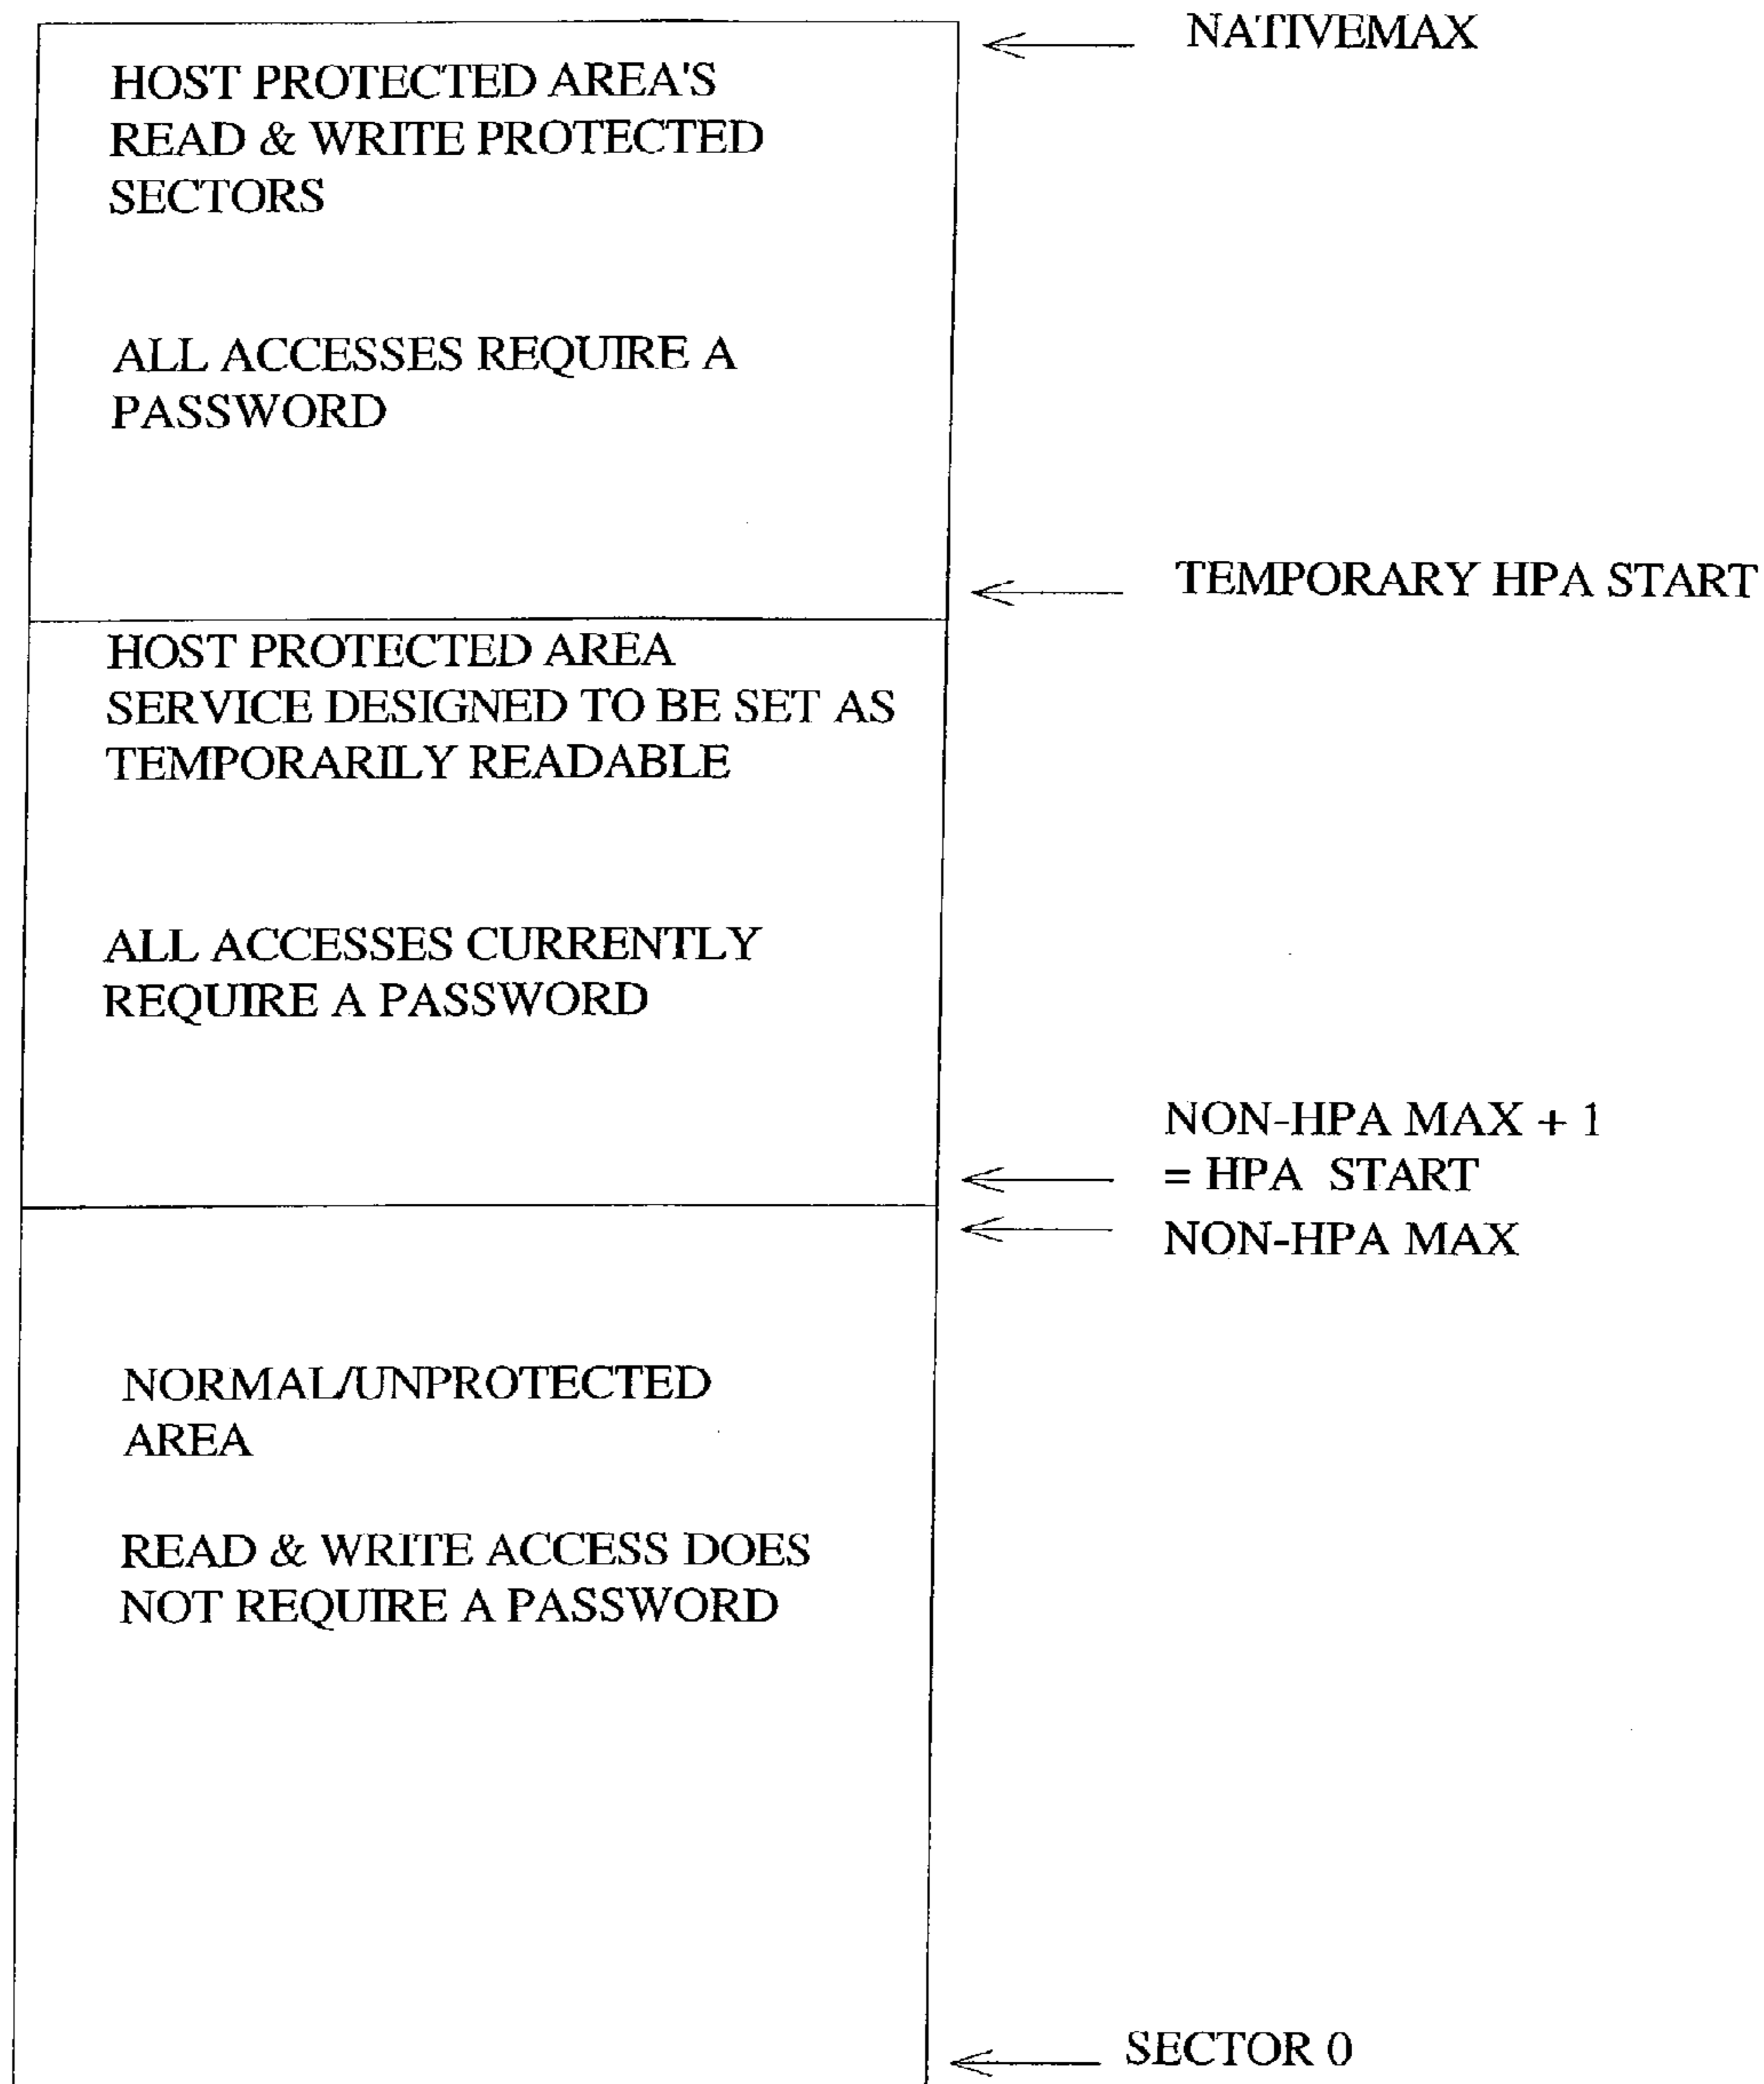 NATIVEMAX
HOST PROTECTED AREA'S
READ & WRITE PROTECTED
SECTORS
ALL ACCESSES REQUIRE A
PASSWORD
TEMPORARY HPA START
HOST PROTECTED AREA
SERVICE DESIGNED TO BE SET AS
TEMPORARILY READABLE
ALL ACCESSES CURRENTLY
REQUIRE A PASSWORD
NON-HPA MAX + 1
= HPA START
NON-HPA MAX
NORMAL/UNPROTECTED
AREA
READ & WRITE ACCESS DOES
NOT REQUIRE A PASSWORD
SECTOR 0